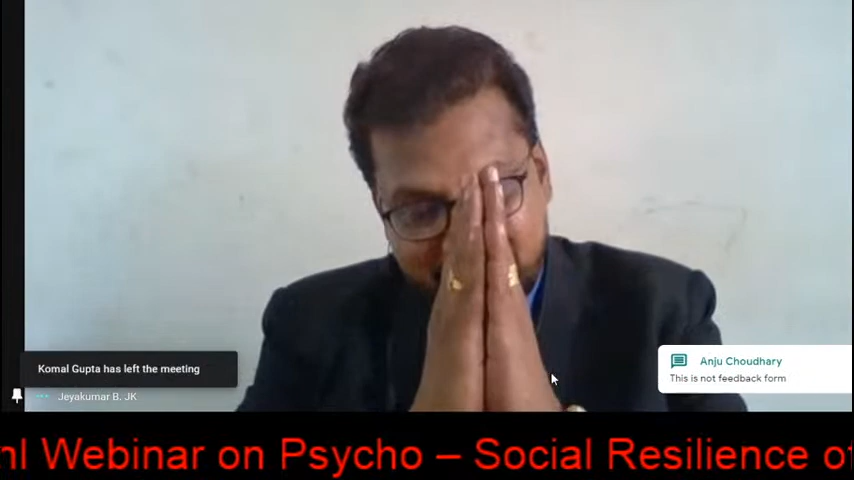 Komal Gupta has left the meeting
Anju Choudhary
This is not feedback form
Jeyakumar B. JK
Webinar on Psycho – Social Resilience of